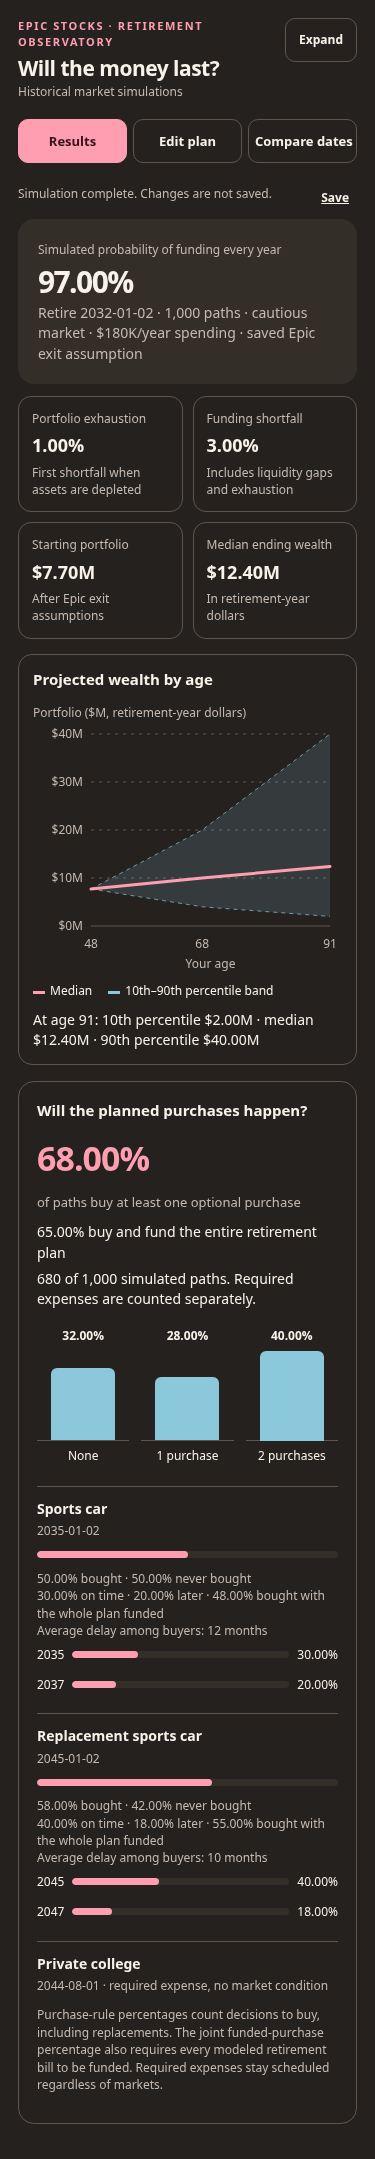 EPIC STOCKS · RETIREMENT
OBSERVATORY
Will the money last?
Historical market simulations
Expand
Results
Edit plan
Compare dates
Simulation complete. Changes are not saved.
Save
Simulated probability of funding every year
97.00%
Retire 2032-01-02 · 1,000 paths · cautious
market · $180K/year spending · saved Epic
exit assumption
Portfolio exhaustion
1.00%
First shortfall when
assets are depleted
Funding shortfall
3.00%
Includes liquidity gaps
and exhaustion
Starting portfolio
$7.70M
After Epic exit
assumptions
Median ending wealth
$12.40M
In retirement-year
dollars
Projected wealth by age
Portfolio ($M, retirement-year dollars)
$40M
$30M
$20M
$10M
$0M
48
68
91
Your age
Median
10th–90th percentile band
At age 91: 10th percentile $2.00M · median
$12.40M · 90th percentile $40.00M
Will the planned purchases happen?
68.00%
of paths buy at least one optional purchase
65.00% buy and fund the entire retirement
plan
680 of 1,000 simulated paths. Required
expenses are counted separately.
32.00%
28.00%
40.00%
None
1 purchase
2 purchases
Sports car
2035-01-02
50.00% bought · 50.00% never bought
30.00% on time · 20.00% later · 48.00% bought with
the whole plan funded
Average delay among buyers: 12 months
2035
30.00%
2037
20.00%
Replacement sports car
2045-01-02
58.00% bought · 42.00% never bought
40.00% on time · 18.00% later · 55.00% bought with
the whole plan funded
Average delay among buyers: 10 months
2045
40.00%
2047
18.00%
Private college
2044-08-01 · required expense, no market condition
Purchase-rule percentages count decisions to buy,
including replacements. The joint funded-purchase
percentage also requires every modeled retirement
bill to be funded. Required expenses stay scheduled
regardless of markets.